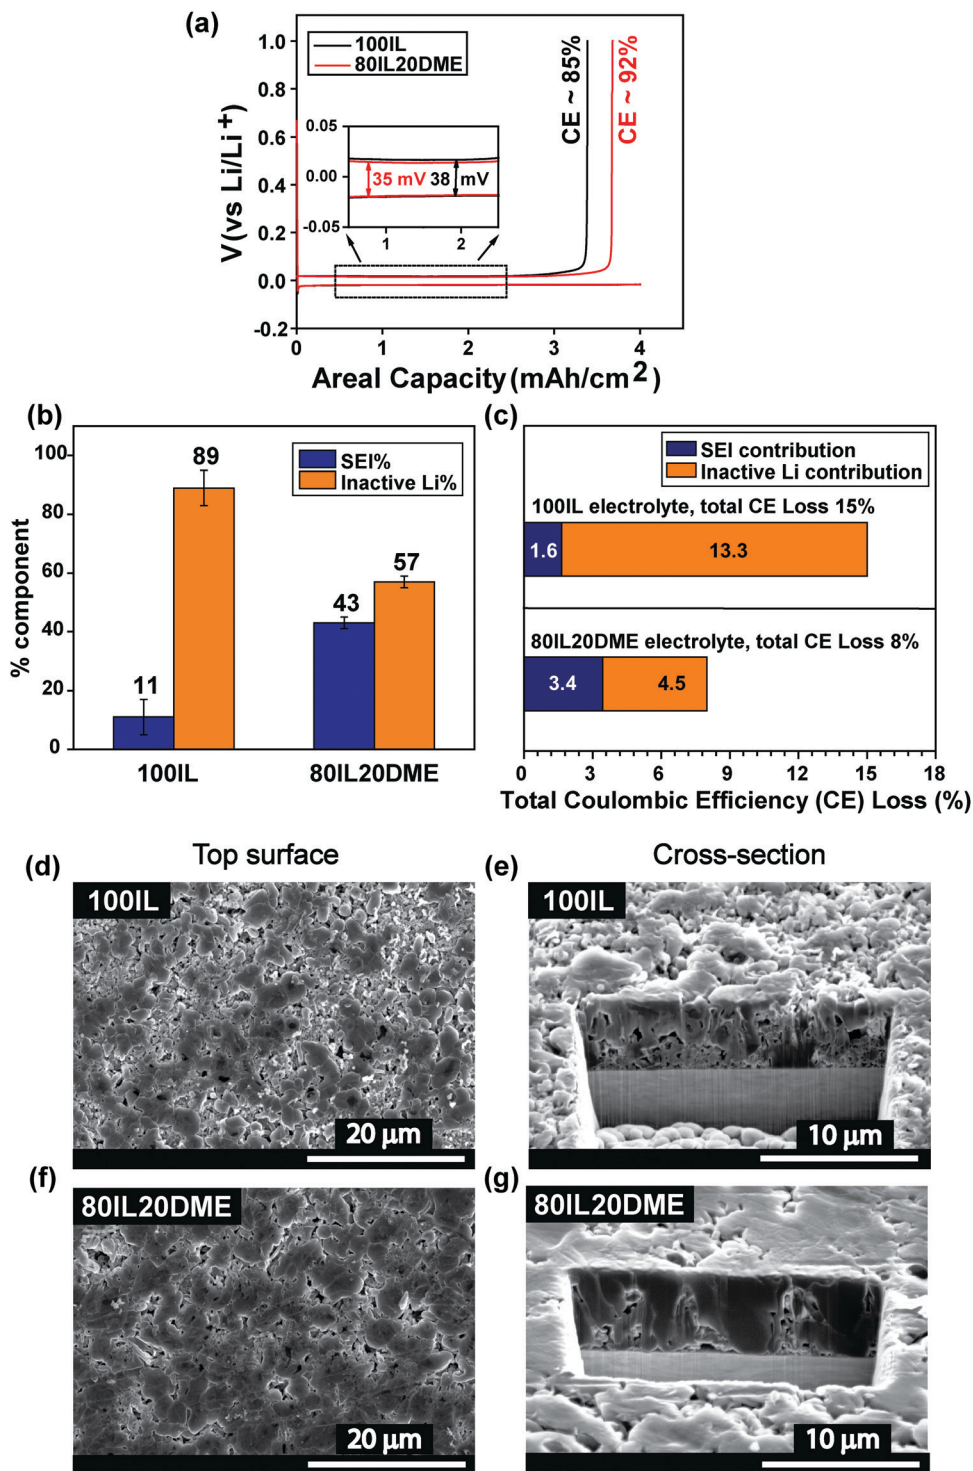 (a)
100IL
80IL20DME
CE ~ 85%
CE ~ 92%
V(vs Li/Li+)
1.0
0.8
0.6
0.4
0.2
0.0
-0.2
0.05
0.00
-0.05
35 mV
38 mV
1
2
0
1
2
3
4
Areal Capacity (mAh/cm2)
(b)
% component
100
80
60
40
20
0
SEI%
Inactive Li%
11
89
43
57
100IL
80IL20DME
(c)
SEI contribution
Inactive Li contribution
100IL electrolyte, total CE Loss 15%
1.6
13.3
80IL20DME electrolyte, total CE Loss 8%
3.4
4.5
0
3
6
9
12
15
18
Total Coulombic Efficiency (CE) Loss (%)
Top surface
Cross-section
(d)
100IL
20 μm
(e)
100IL
10 μm
(f)
80IL20DME
20 μm
(g)
80IL20DME
10 μm